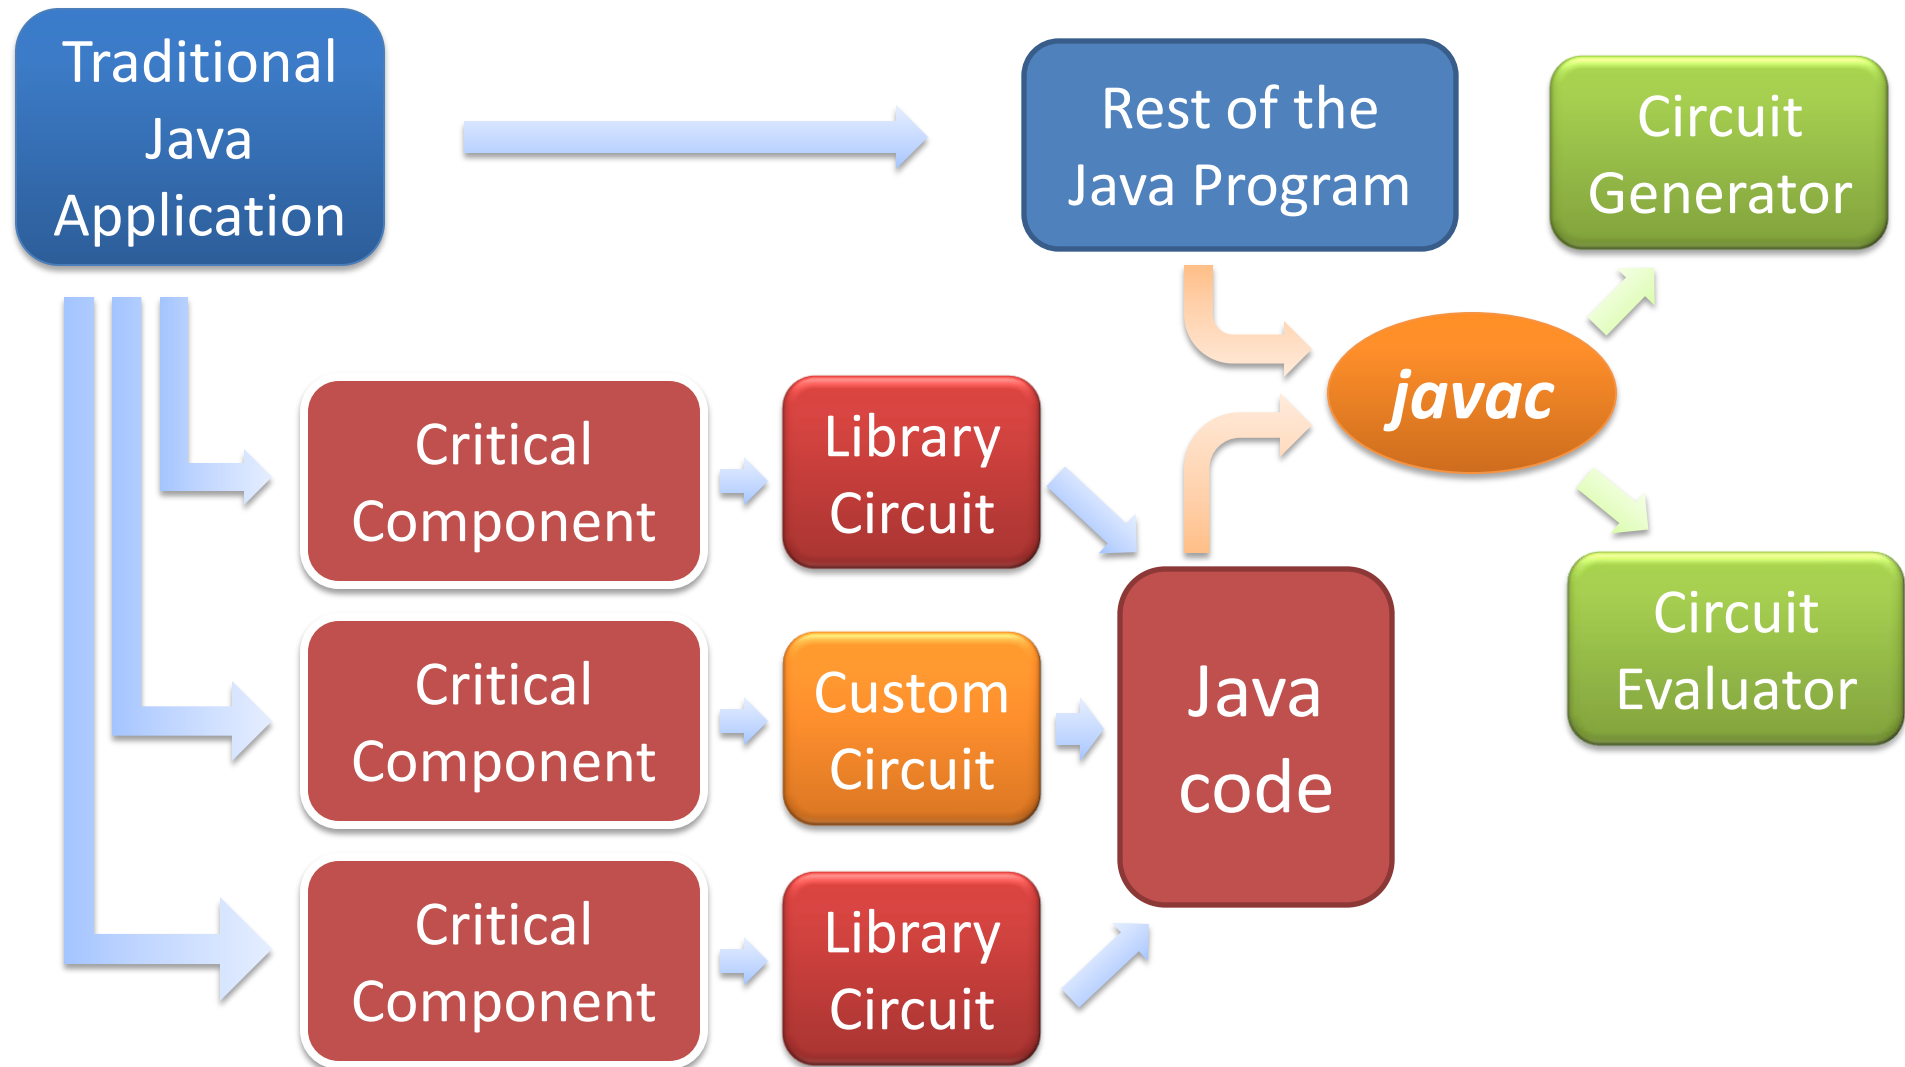 Traditional
Java
Application
Rest of the
Java Program
Circuit
Generator
javac
Critical
Component
Library
Circuit
Critical
Component
Custom
Circuit
Java
code
Circuit
Evaluator
Critical
Component
Library
Circuit